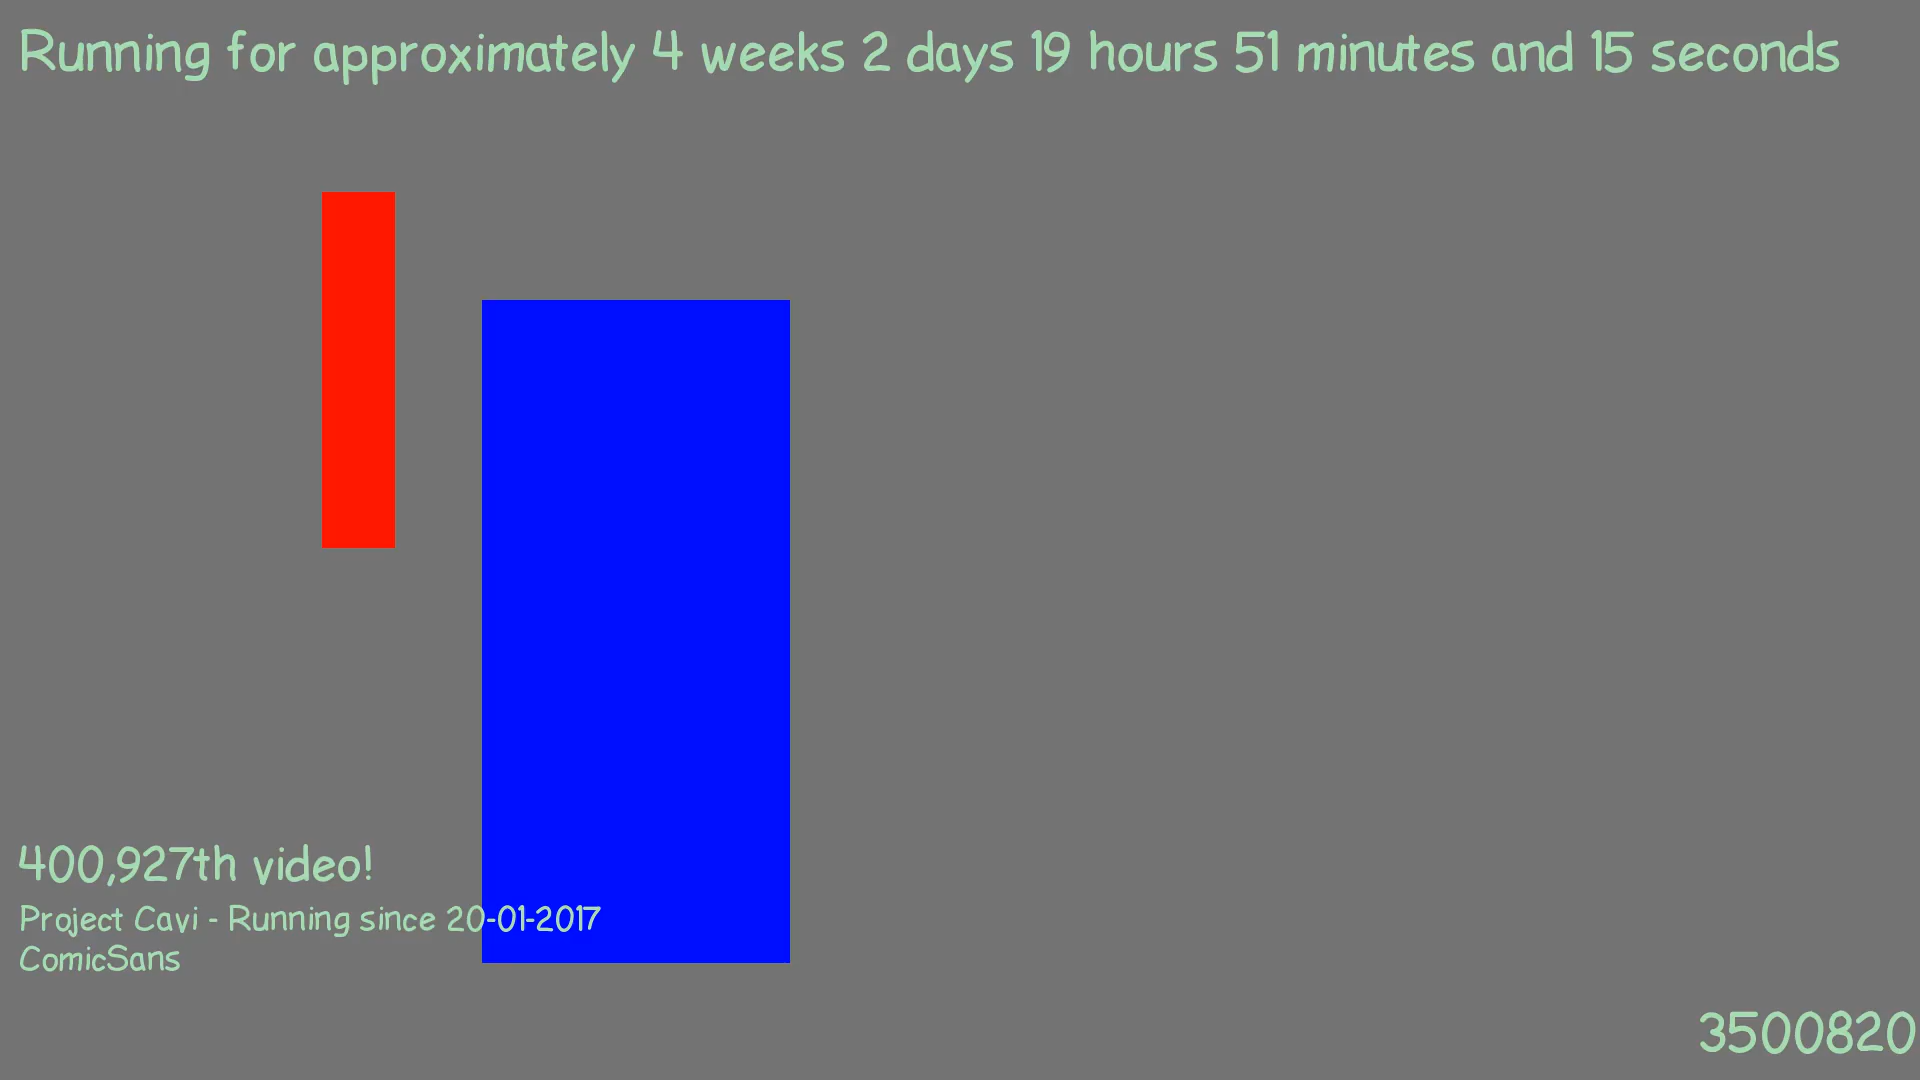 Running for approximately 4 weeks 2 days 19 hours 51 minutes and 15 seconds
400,927th video!
Project Cavi - Running since 20-01-2017
ComicSans
3500820